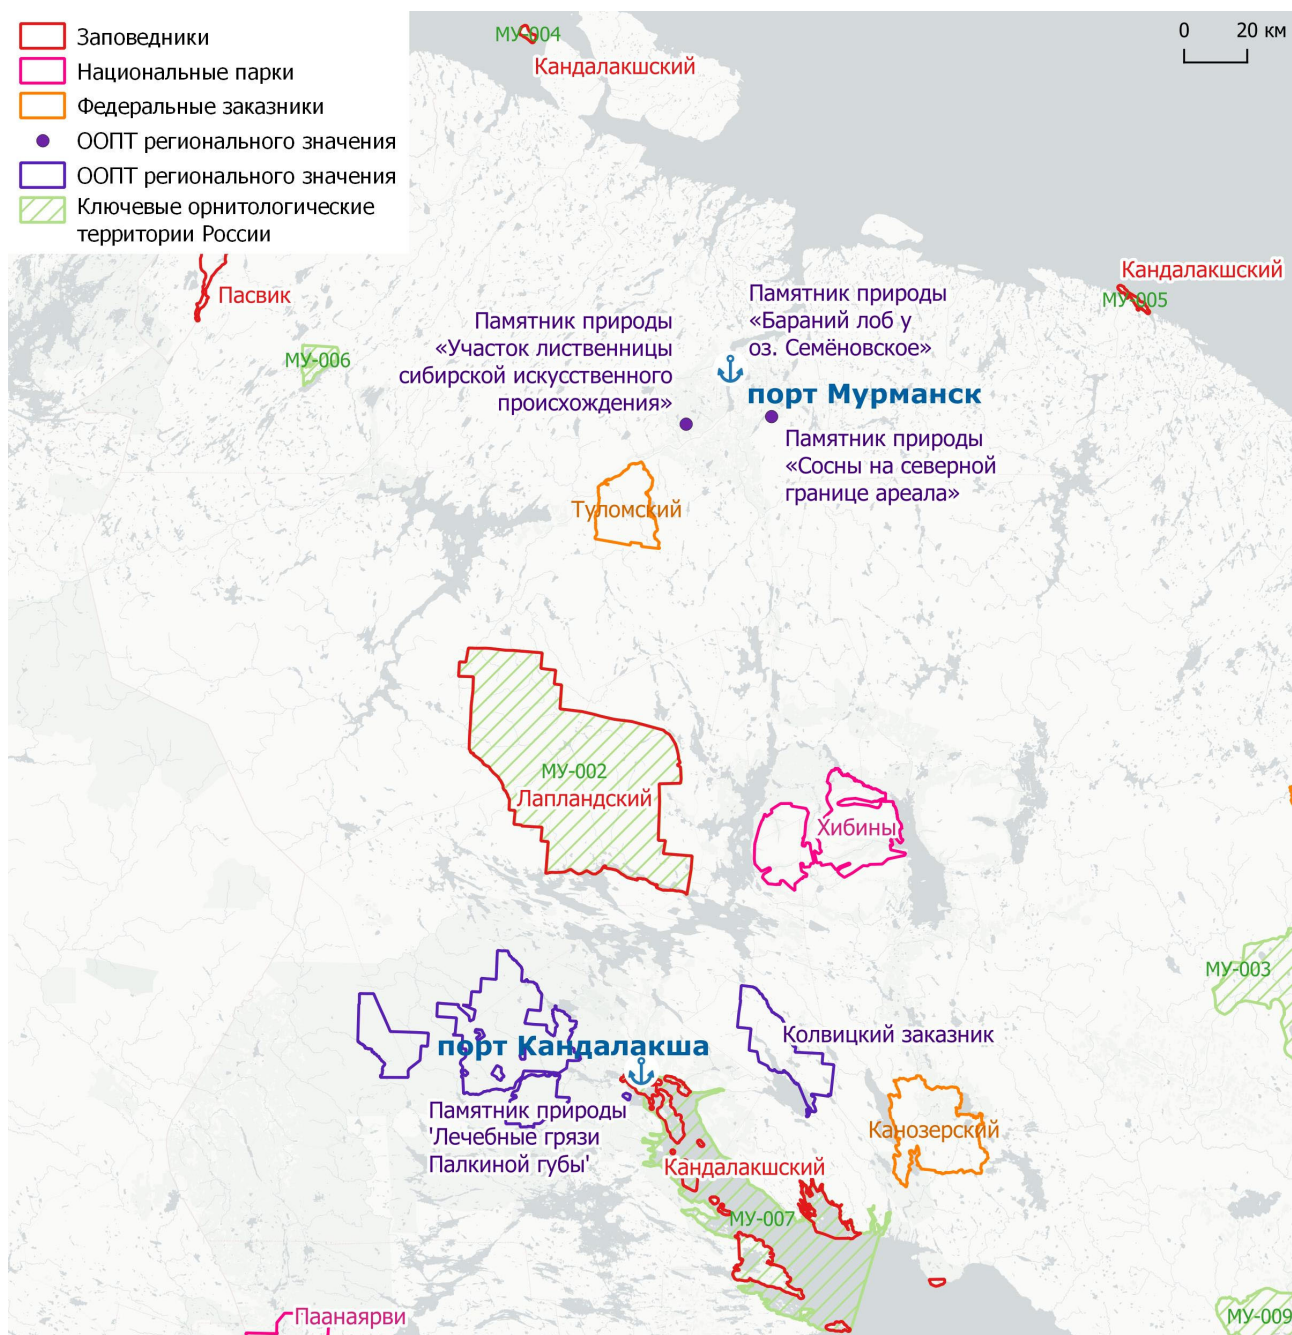 Заповедники
Национальные парки
Федеральные заказники
ООПТ регионального значения
ООПТ регионального значения
Ключевые орнитологические
территории России
0 20 км
МУ-004
Кандалакшский
Пасвик
МУ-006
Кандалакшский
МУ-005
Памятник природы
«Бараний лоб у
оз. Семёновское»
Памятник природы
«Участок лиственницы
сибирской искусственного
происхождения»
порт Мурманск
Памятник природы
«Сосны на северной
границе ареала»
Туломский
МУ-002
Лапландский
Хибины
МУ-003
порт Кандалакша
Колвицкий заказник
Памятник природы
'Лечебные грязи
Палкиной губы'
Канозерский
Кандалакшский
МУ-007
Паанаярви
МУ-009